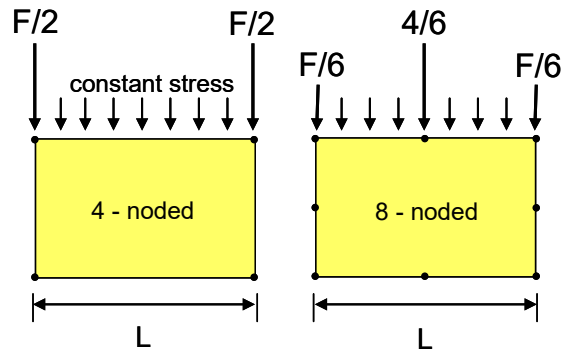 F/2
F/2
constant stress
4 - noded
L
4/6
F/6
F/6
8 - noded
L